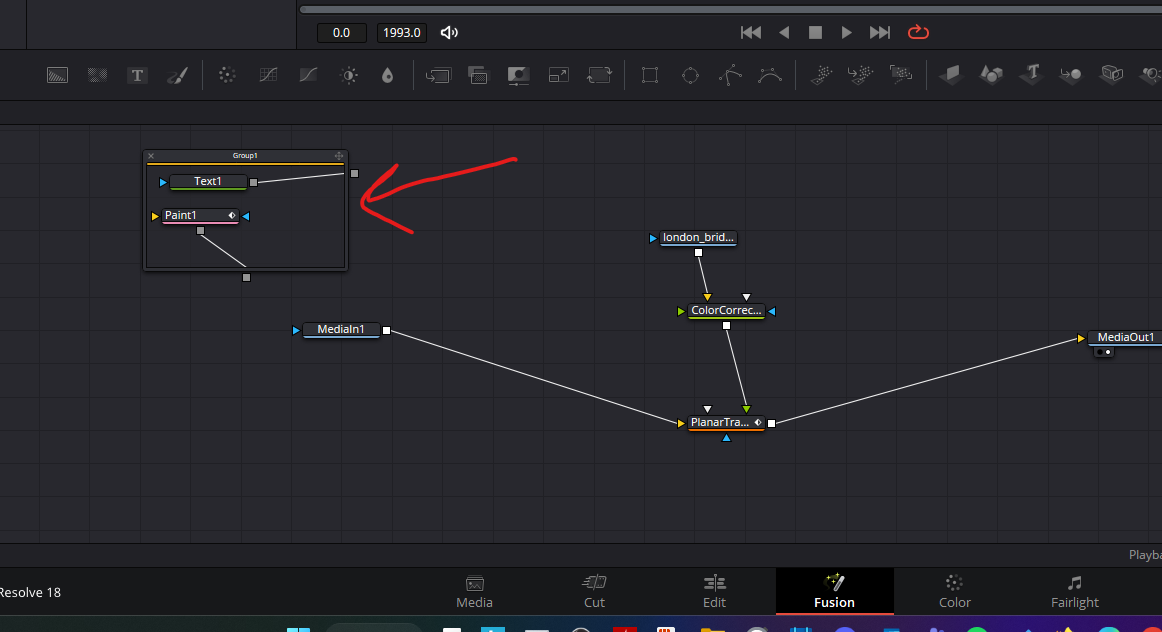 0.0 1993.0
T
T
Group1
Text1
Paint1
london_brid...
ColorCorrec...
MediaIn1
MediaOut1
PlanarTra...
Playba
Resolve 18
Media Cut Edit Fusion Color Fairlight